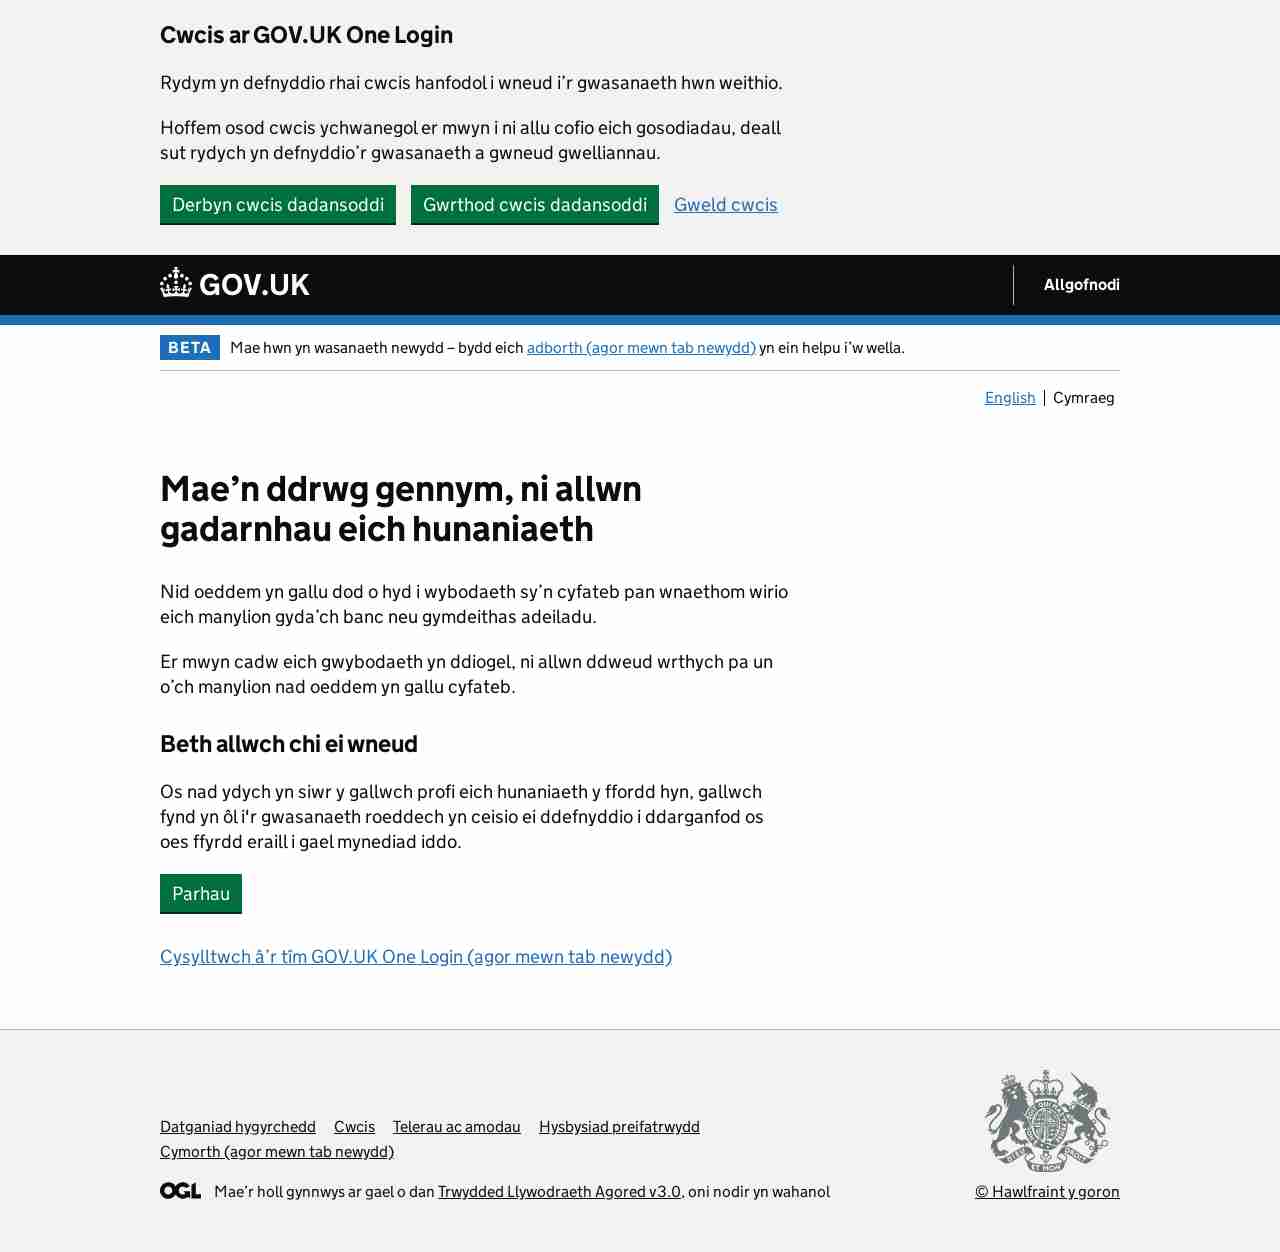 Cwcis ar GOV.UK One Login
Rydym yn defnyddio rhai cwcis hanfodol i wneud i’r gwasanaeth hwn weithio.
Hoffem osod cwcis ychwanegol er mwyn i ni allu cofio eich gosodiadau, deall
sut rydych yn defnyddio’r gwasanaeth a gwneud gwelliannau.
Derbyn cwcis dadansoddi Gwrthod cwcis dadansoddi Gweld cwcis
GOV.UK Allgofnodi
BETA Mae hwn yn wasanaeth newydd – bydd eich adborth (agor mewn tab newydd) yn ein helpu i’w wella.
English Cymraeg
Mae’n ddrwg gennym, ni allwn
gadarnhau eich hunaniaeth
Nid oeddem yn gallu dod o hyd i wybodaeth sy’n cyfateb pan wnaethom wirio
eich manylion gyda’ch banc neu gymdeithas adeiladu.
Er mwyn cadw eich gwybodaeth yn ddiogel, ni allwn ddweud wrthych pa un
o’ch manylion nad oeddem yn gallu cyfateb.
Beth allwch chi ei wneud
Os nad ydych yn siwr y gallwch profi eich hunaniaeth y ffordd hyn, gallwch
fynd yn ôl i'r gwasanaeth roeddech yn ceisio ei ddefnyddio i ddarganfod os
oes ffyrdd eraill i gael mynediad iddo.
Parhau
Cysylltwch â’r tîm GOV.UK One Login (agor mewn tab newydd)
Datganiad hygyrchedd Cwcis Telerau ac amodau Hysbysiad preifatrwydd
Cymorth (agor mewn tab newydd)
OGL Mae’r holl gynnwys ar gael o dan Trwydded Llywodraeth Agored v3.0, oni nodir yn wahanol
© Hawlfraint y goron